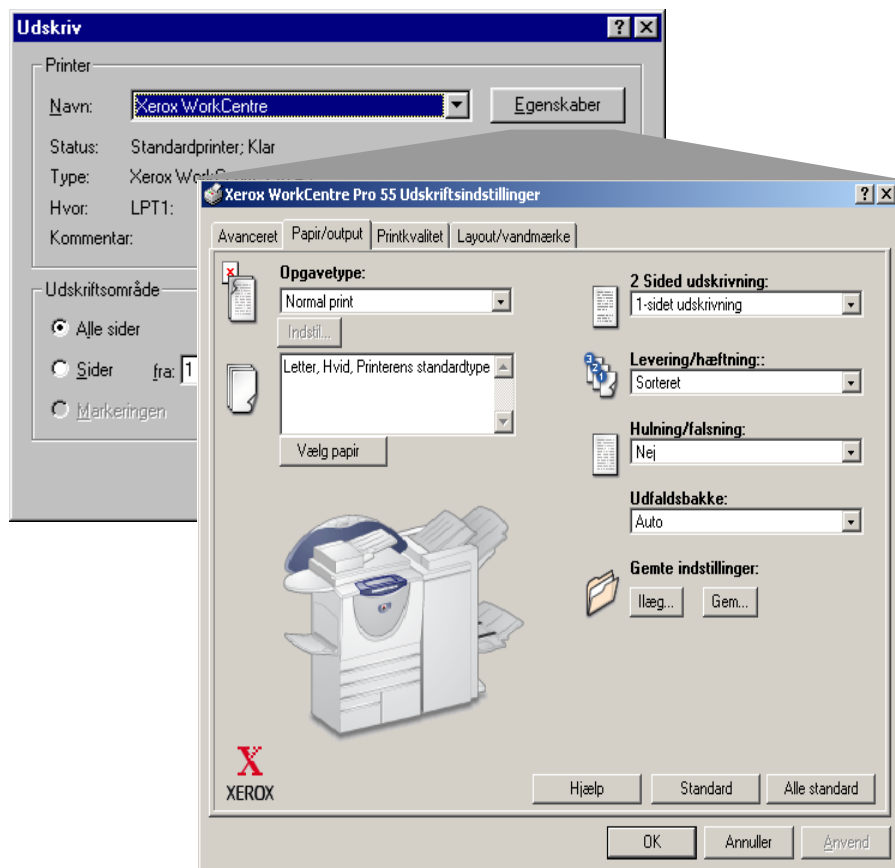 Udskriv
Printer
Navn: Xerox WorkCentre Egenskaber
Status: Standardprinter; Klar
Type: Xerox
Hvor: LPT1:
Kommentar:
Udskriftsområde
Alle sider
Sider fra: 1
Markeringen
Xerox WorkCentre Pro 55 Udskriftsindstillinger
Avanceret Papir/output Printkvalitet Layout/vandmærke
Opgavetype:
Normal print
Indstil...
Letter, Hvid, Printerens standardtype
Vælg papir
2 Sided udskrivning:
1-sidet udskrivning
3 2 1
Levering/hæftning::
Sorteret
Hulning/falsning:
Nej
Udfaldsbakke:
Auto
Gemte indstillinger:
Ilæg... Gem...
X
XEROX
Hjælp Standard Alle standard
OK Annuller Anvend